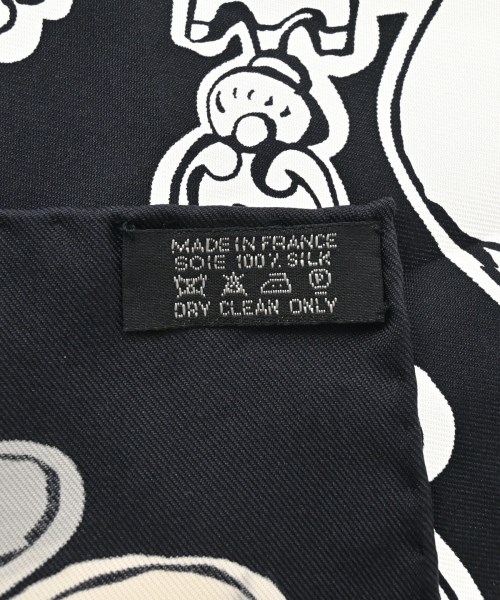 MADE IN FRANCE
SOIE 100% SILK
P
DRY CLEAN ONLY